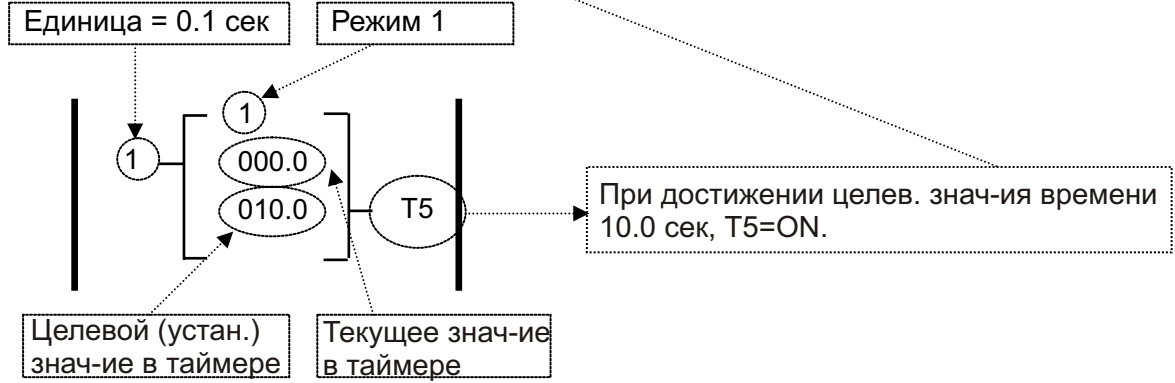 Единица = 0.1 сек
Режим 1
1
1
000.0
010.0
T5
При достижении целев. знач-ия времени
10.0 сек, T5=ON.
Целевой (устан.)
знач-ие в таймере
Текущее знач-ие
в таймере